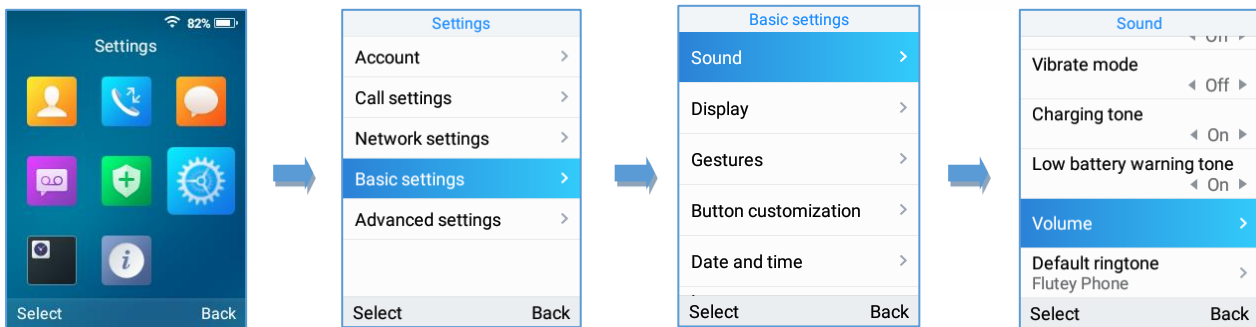 82%
Settings
Select Back
Settings
Account
Call settings
Network settings
Basic settings
Advanced settings
Select Back
Basic settings
Sound
Display
Gestures
Button customization
Date and time
Select Back
Sound
On
Vibrate mode
Off
Charging tone
On
Low battery warning tone
On
Volume
Default ringtone
Flutey Phone
Select Back